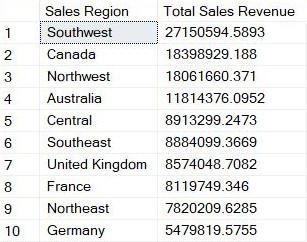 Sales Region Total Sales Revenue
1 Southwest 27150594.5893
2 Canada 18398929.188
3 Northwest 18061660.371
4 Australia 11814376.0952
5 Central 8913299.2473
6 Southeast 8884099.3669
7 United Kingdom 8574048.7082
8 France 8119749.346
9 Northeast 7820209.6285
10 Germany 5479819.5755